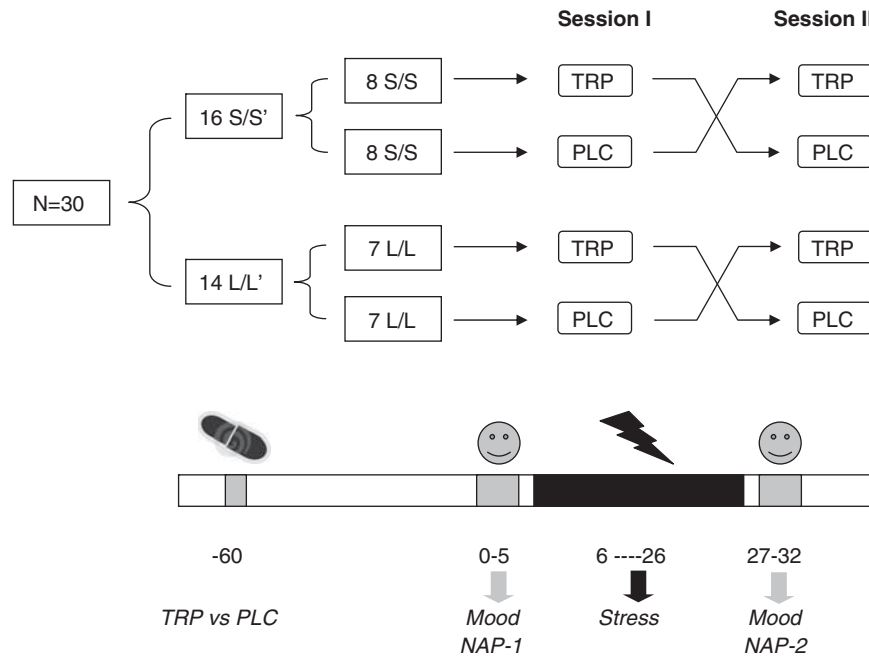 Session I Session II
8 S/S TRP TRP
16 S/S'
8 S/S PLC PLC
N=30
7 L/L TRP TRP
14 L/L'
7 L/L PLC PLC
-60 0-5 6 ----26 27-32
TRP vs PLC Mood Stress Mood
NAP-1 NAP-2